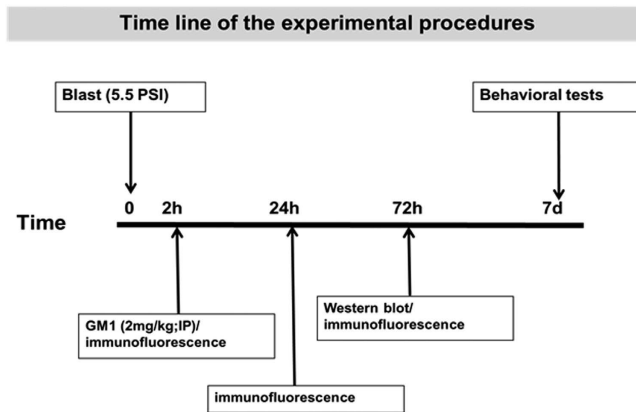 Time line of the experimental procedures
Blast (5.5 PSI)
Behavioral tests
0 2h 24h 72h 7d
Time
GM1 (2mg/kg;IP)/
immunofluorescence
Western blot/
immunofluorescence
immunofluorescence